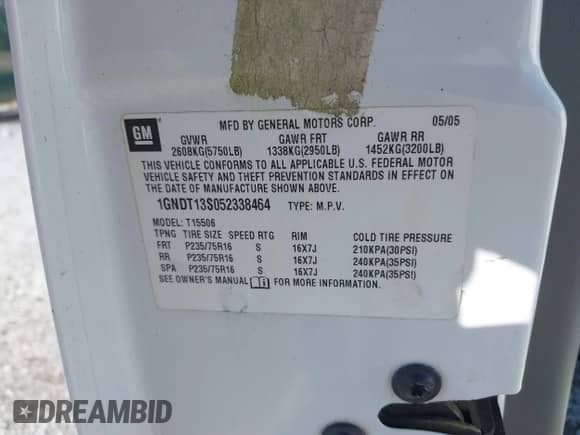 GM
MFD BY GENERAL MOTORS CORP. 05/05
GVWR GAWR FRT GAWR RR
2608KG(5750LB) 1338KG(2950LB) 1452KG(3200LB)
THIS VEHICLE CONFORMS TO ALL APPLICABLE U.S. FEDERAL MOTOR
VEHICLE SAFETY AND THEFT PREVENTION STANDARDS IN EFFECT ON
THE DATE OF MANUFACTURE SHOWN ABOVE.
1GNDT13S052338464 TYPE: M.P.V.
MODEL: T15506
TPNG TIRE SIZE SPEED RTG RIM COLD TIRE PRESSURE
FRT P235/75R16 S 16X7J 210KPA(30PSI)
RR P235/75R16 S 16X7J 240KPA(35PSI)
SPA P235/75R16 S 16X7J 240KPA(35PSI)
SEE OWNER'S MANUAL FOR MORE INFORMATION.
DREAMBID